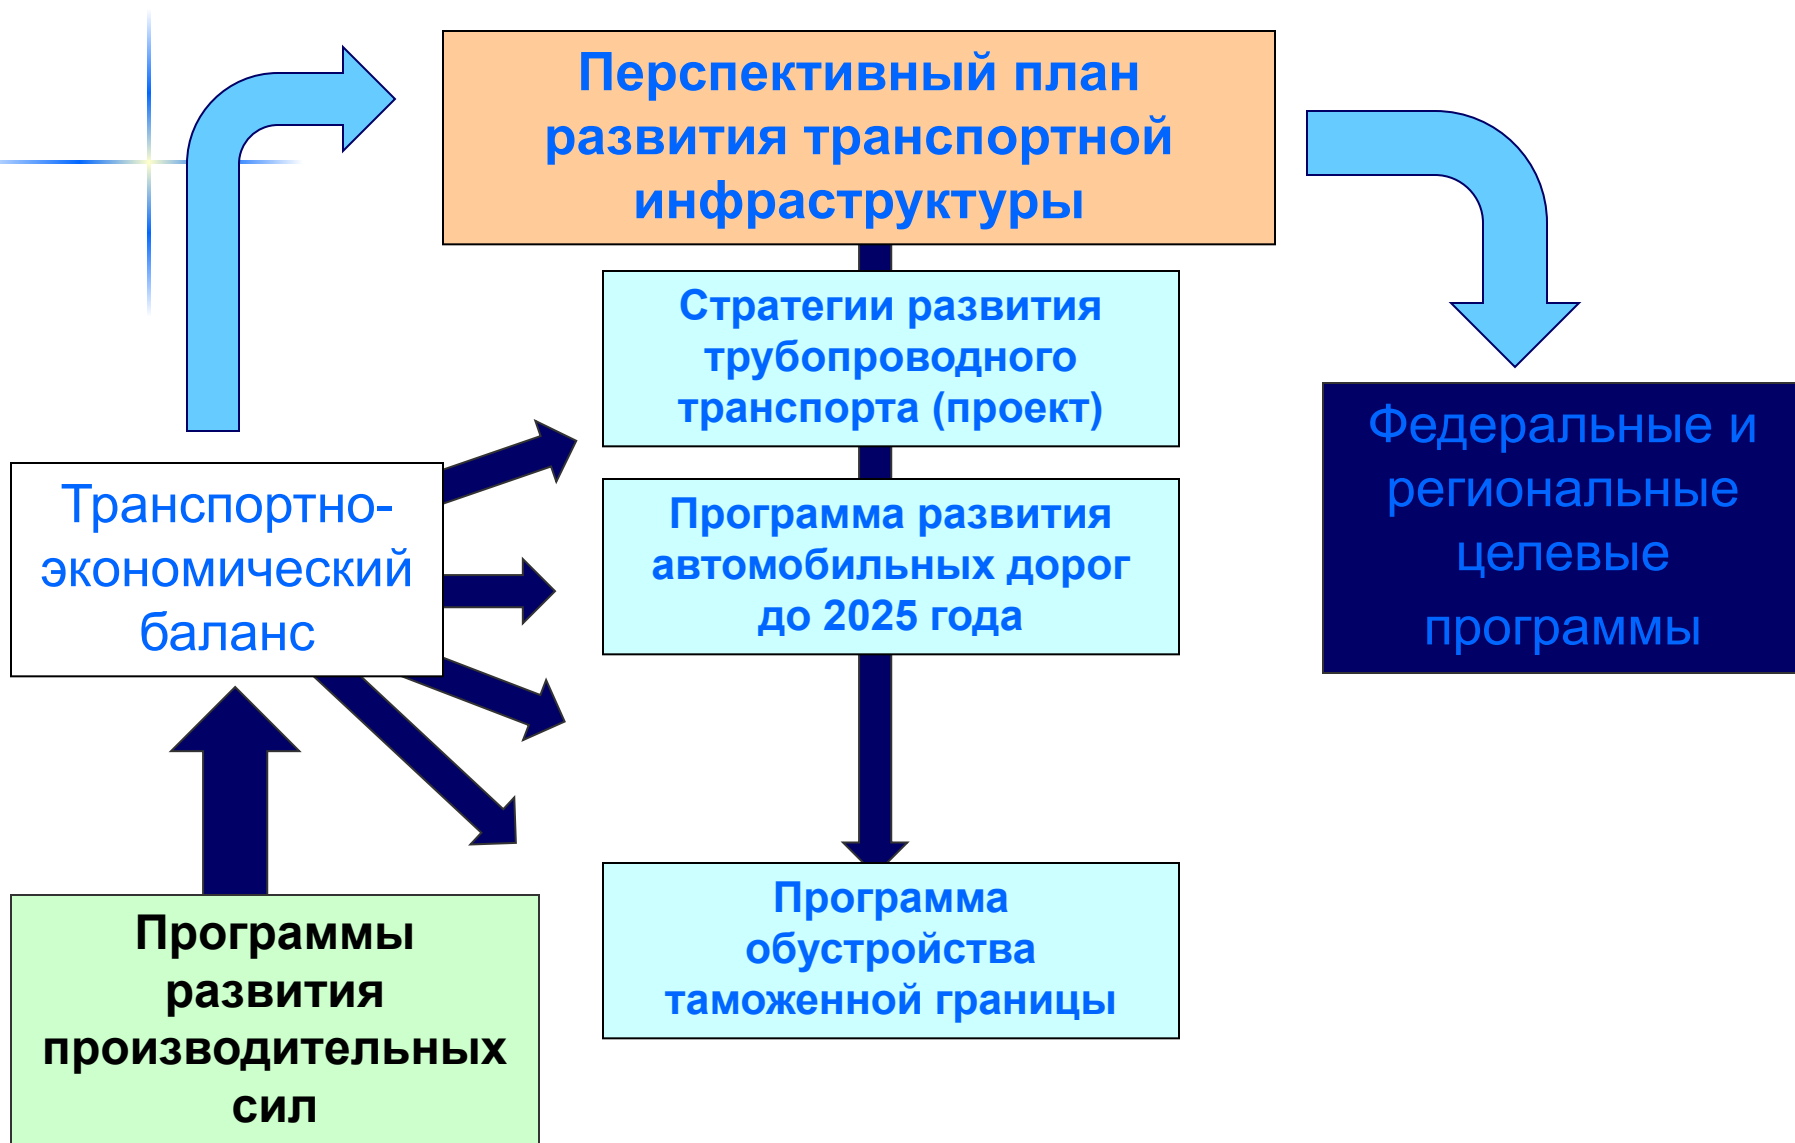 Перспективный план
развития транспортной
инфраструктуры
Стратегии развития
трубопроводного
транспорта (проект)
Программа развития
автомобильных дорог
до 2025 года
Программа
обустройства
таможенной границы
Транспортно-
экономический
баланс
Программы
развития
производительных
сил
Федеральные и
региональные
целевые
программы